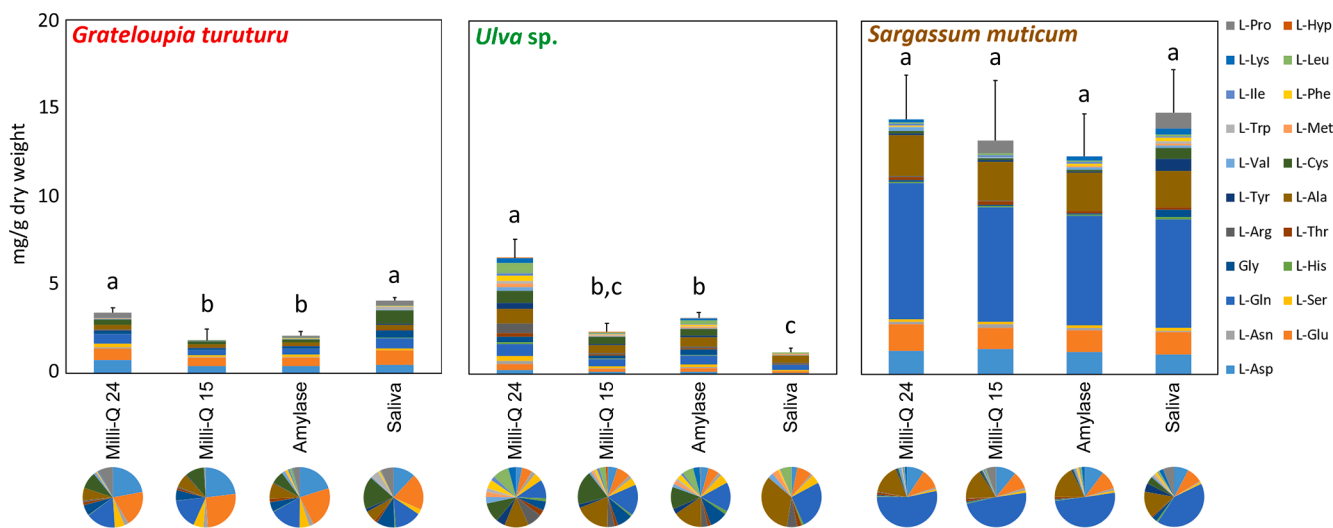 mg/g dry weight
20
15
10
5
0
Grateloupia turuturu
a
b
b
a
Milli-Q 24
Milli-Q 15
Amylase
Saliva
Ulva sp.
a
b,c
b
c
Milli-Q 24
Milli-Q 15
Amylase
Saliva
Sargassum muticum
a
a
a
a
Milli-Q 24
Milli-Q 15
Amylase
Saliva
L-Pro L-Hyp
L-Lys L-Leu
L-Ile L-Phe
L-Trp L-Met
L-Val L-Cys
L-Tyr L-Ala
L-Arg L-Thr
Gly L-His
L-Gln L-Ser
L-Asn L-Glu
L-Asp